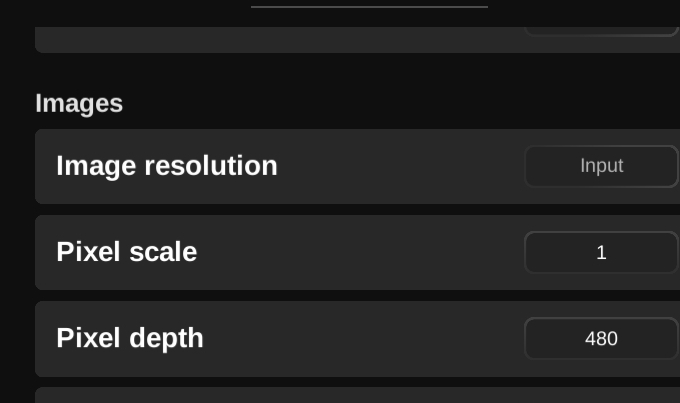 Images
Image resolution
Input
Pixel scale
1
Pixel depth
480